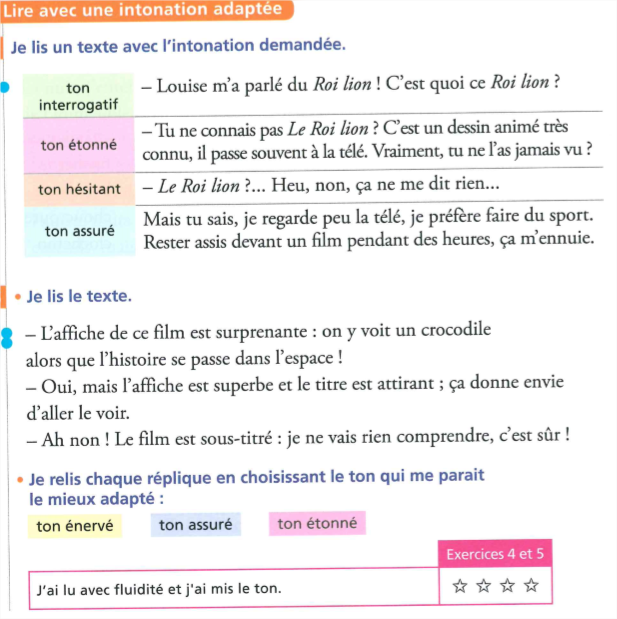 Lire avec une intonation adaptée
Je lis un texte avec l'intonation demandée.
ton
interrogatif
– Louise m'a parlé du Roi lion ! C'est quoi ce Roi lion ?
ton étonné
– Tu ne connais pas Le Roi lion ? C'est un dessin animé très
connu, il passe souvent à la télé. Vraiment, tu ne l'as jamais vu ?
ton hésitant
– Le Roi lion ?... Heu, non, ça ne me dit rien...
ton assuré
Mais tu sais, je regarde peu la télé, je préfère faire du sport.
Rester assis devant un film pendant des heures, ça m'ennuie.
• Je lis le texte.
– L'affiche de ce film est surprenante : on y voit un crocodile
alors que l'histoire se passe dans l'espace !
– Oui, mais l'affiche est superbe et le titre est attirant ; ça donne envie
d'aller le voir.
– Ah non ! Le film est sous-titré : je ne vais rien comprendre, c'est sûr !
• Je relis chaque réplique en choisissant le ton qui me parait
le mieux adapté :
ton énervé ton assuré ton étonné
Exercices 4 et 5
J'ai lu avec fluidité et j'ai mis le ton. ☆ ☆ ☆ ☆